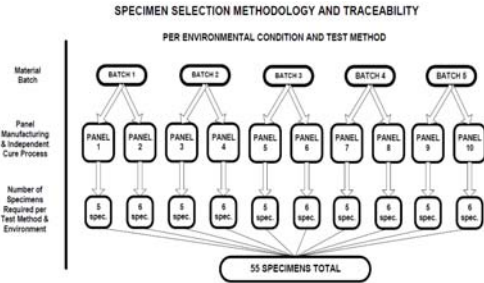 SPECIMEN SELECTION METHODOLOGY AND TRACEABILITY
PER ENVIRONMENTAL CONDITION AND TEST METHOD
Material
Batch
BATCH 1
BATCH 2
BATCH 3
BATCH 4
BATCH 5
Panel
Manufacturing
& Independent
Cure Process
PANEL
1
PANEL
2
PANEL
3
PANEL
4
PANEL
5
PANEL
6
PANEL
7
PANEL
8
PANEL
9
PANEL
10
Number of
Specimens
Required per
Test Method &
Environment
5
spec.
6
spec.
5
spec.
6
spec.
5
spec.
6
spec.
5
spec.
6
spec.
5
spec.
6
spec.
55 SPECIMENS TOTAL